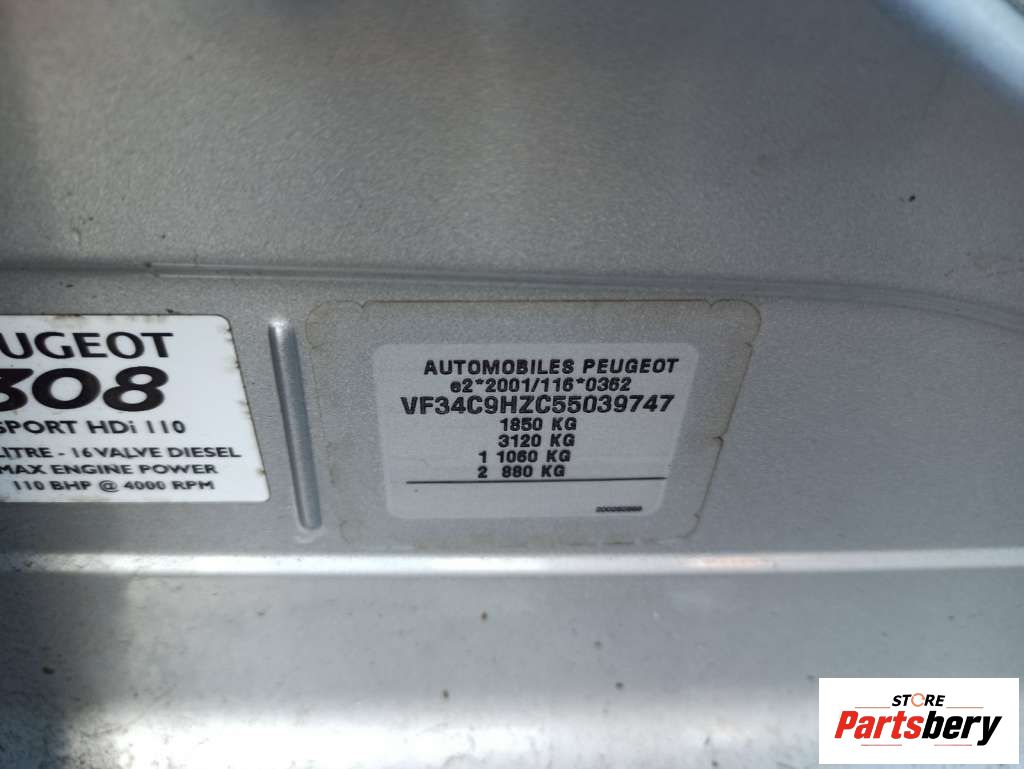 UGEOT
308
SPORT HDi 110
LITRE - 16 VALVE DIESEL
MAX ENGINE POWER
110 BHP @ 4000 RPM
AUTOMOBILES PEUGEOT
e2*2001/116*0362
VF34C9HZC55039747
1850 KG
3120 KG
1 1060 KG
2 880 KG
STORE
Partsbery